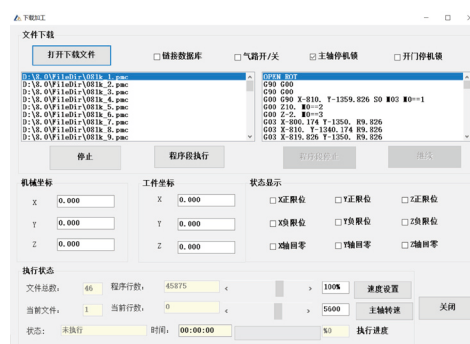 下载加工
文件下载
打开下载文件 链接数据库 气路开/关 主轴停机锁 开门停机锁
D:\8.0\FileDir\081k_1.pmc
D:\8.0\FileDir\081k_2.pmc
D:\8.0\FileDir\081k_3.pmc
D:\8.0\FileDir\081k_4.pmc
D:\8.0\FileDir\081k_5.pmc
D:\8.0\FileDir\081k_6.pmc
D:\8.0\FileDir\081k_7.pmc
D:\8.0\FileDir\081k_8.pmc
D:\8.0\FileDir\081k_9.pmc
OPEN ROT
G90 G00
G90 G00
G00 G90 X-810. Y-1359.826 S0 M03 M0==1
G00 Z10. M0==2
G00 Z-2. M0==3
G03 X-800.174 Y-1350. R9.826
G03 X-810. Y-1340.174 R9.826
G03 X-819.826 Y-1350. R9.826
停止 程序段执行 程序段停止 继续
机械坐标 工件坐标 状态显示
X 0.000 X 0.000 X正限位 Y正限位 Z正限位
Y 0.000 Y 0.000 X负限位 Y负限位 Z负限位
Z 0.000 Z 0.000 X轴回零 Y轴回零 Z轴回零
执行状态
文件总数: 46 程序行数: 45875 100% 速度设置
当前文件: 1 当前行数: 0 5600 主轴转速 关闭
状态: 未执行 时间: 00:00:00 %0 执行进度